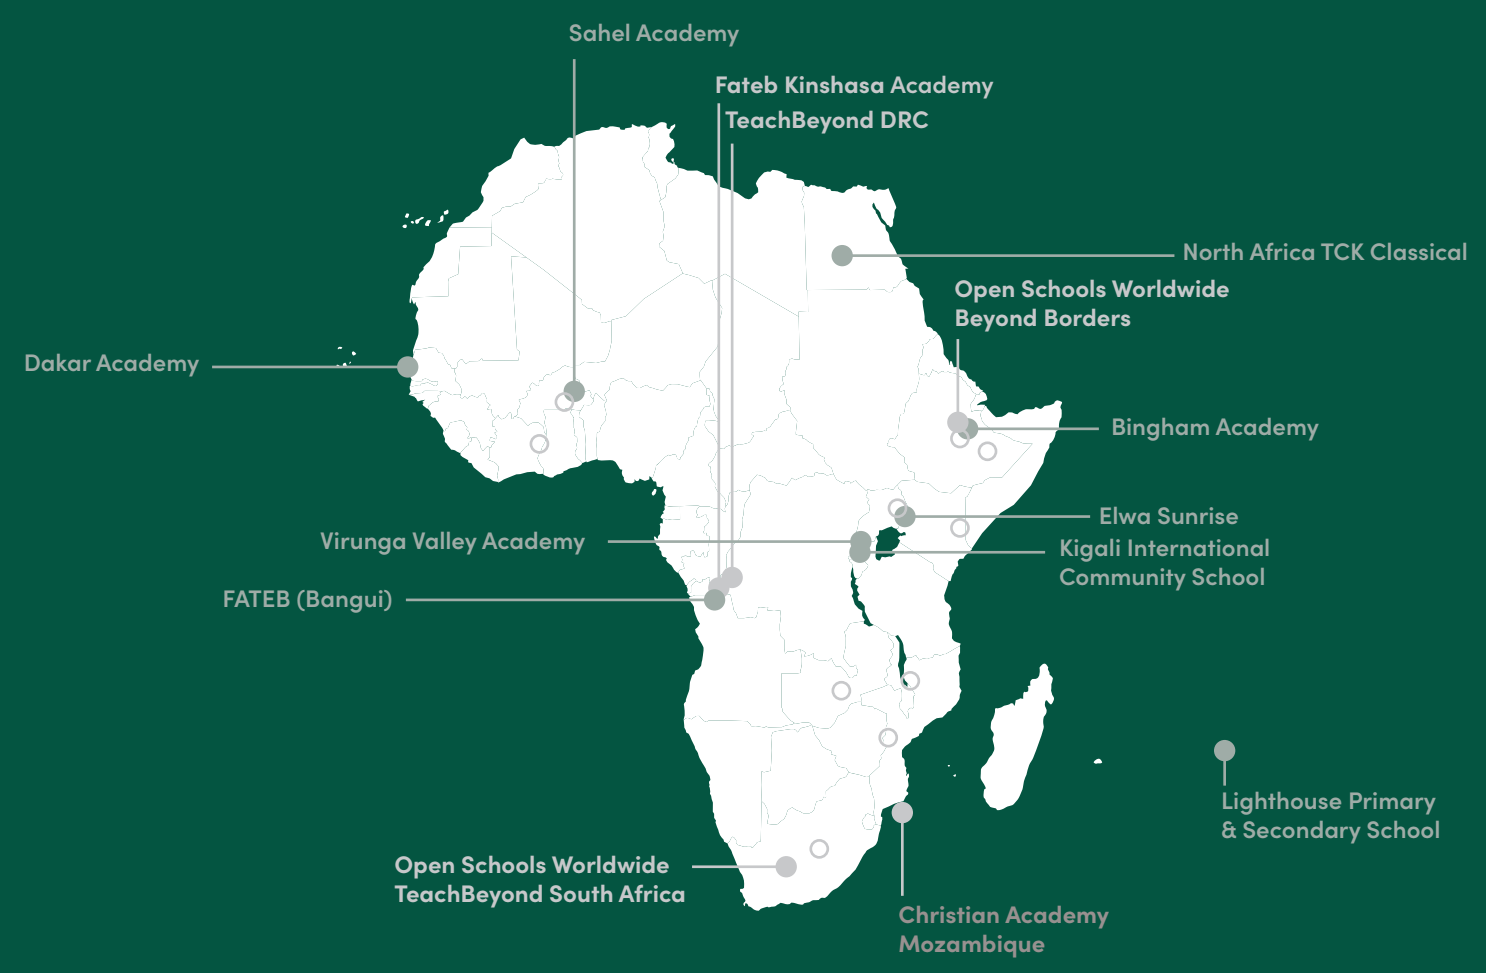 Sahel Academy
Fateb Kinshasa Academy
TeachBeyond DRC
North Africa TCK Classical
Open Schools Worldwide
Beyond Borders
Dakar Academy
Bingham Academy
Elwa Sunrise
Virunga Valley Academy
Kigali International
Community School
FATEB (Bangui)
Lighthouse Primary
& Secondary School
Open Schools Worldwide
TeachBeyond South Africa
Christian Academy
Mozambique